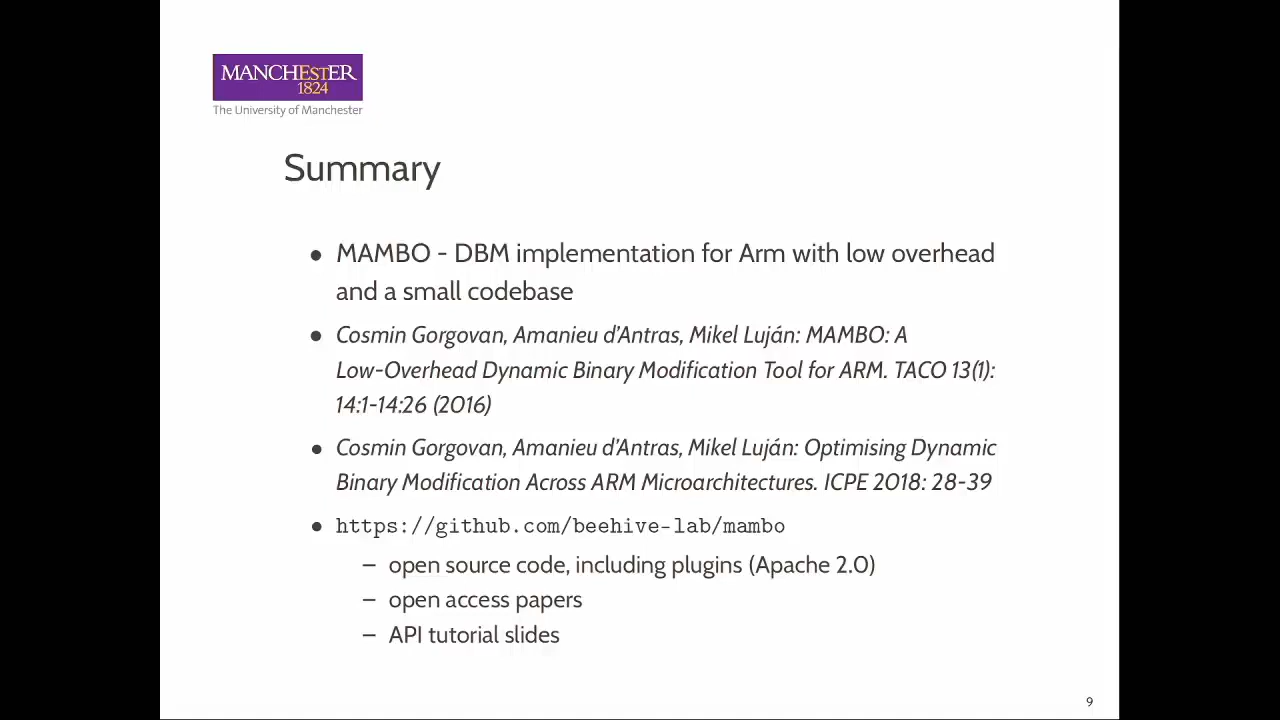 MANCHESTER
1824
The University of Manchester
Summary
• MAMBO - DBM implementation for Arm with low overhead
and a small codebase
• Cosmin Gorgovan, Amanieu d'Antras, Mikel Luján: MAMBO: A
Low-Overhead Dynamic Binary Modification Tool for ARM. TACO 13(1):
14:1-14:26 (2016)
• Cosmin Gorgovan, Amanieu d'Antras, Mikel Luján: Optimising Dynamic
Binary Modification Across ARM Microarchitectures. ICPE 2018: 28-39
• https://github.com/beehive-lab/mambo
– open source code, including plugins (Apache 2.0)
– open access papers
– API tutorial slides
9